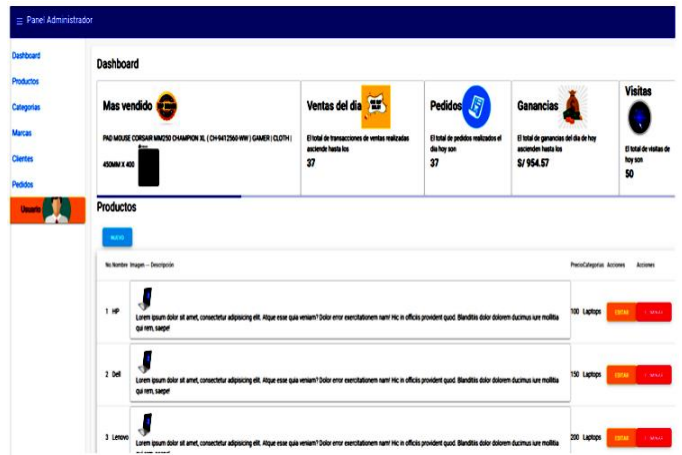 ☰ Panel Administrador
Dashboard
Productos
Categorias
Marcas
Clientes
Pedidos
Usuario
Dashboard
Mas vendido
PAD MOUSE CORSAIR MM250 CHAMPION XL ( CH-9412560-WW ) GAMER | CLOTH |
450MM X 400
Ventas del dia
El total de transacciones de ventas realizadas
asciende hasta los
37
Pedidos
El total de pedidos realizados el
dia hoy son
37
Ganancias
El total de ganancias del dia de hoy
ascienden hasta los
S/ 954.57
Visitas
El total de visitas de
hoy son
50
Productos
NUEVO
No. Nombre Imagen -- Descripción PrecioCategorias Acciones Acciones
1 HP
Lorem ipsum dolor sit amet, consectetur adipisicing elit. Atque esse quia veniam? Dolor error exercitationem nam! Hic in officiis provident quod. Blanditiis dolor dolorem ducimus iure mollitia
qui rem, saepe!
100 Laptops EDITAR
2 Dell
Lorem ipsum dolor sit amet, consectetur adipisicing elit. Atque esse quia veniam? Dolor error exercitationem nam! Hic in officiis provident quod. Blanditiis dolor dolorem ducimus iure mollitia
qui rem, saepe!
150 Laptops EDITAR
3 Lenovo
Lorem ipsum dolor sit amet, consectetur adipisicing elit. Atque esse quia veniam? Dolor error exercitationem nam! Hic in officiis provident quod. Blanditiis dolor dolorem ducimus iure mollitia
qui rem, saepe!
200 Laptops EDITAR